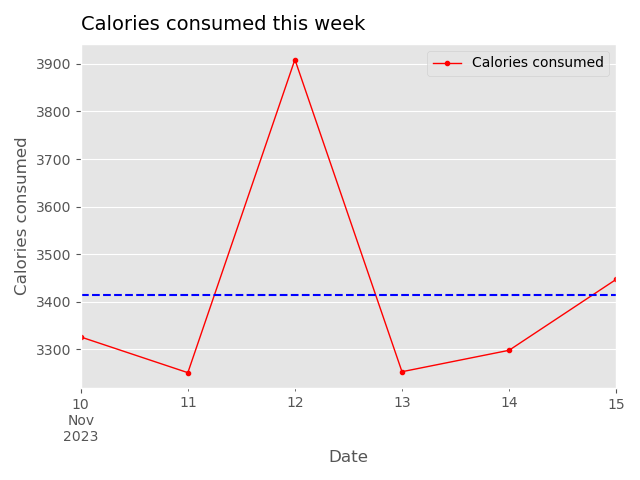 Calories consumed this week
Calories consumed
3900
3800
3700
3600
3500
3400
3300
Calories consumed
10
Nov
2023
11
12
13
14
15
Date